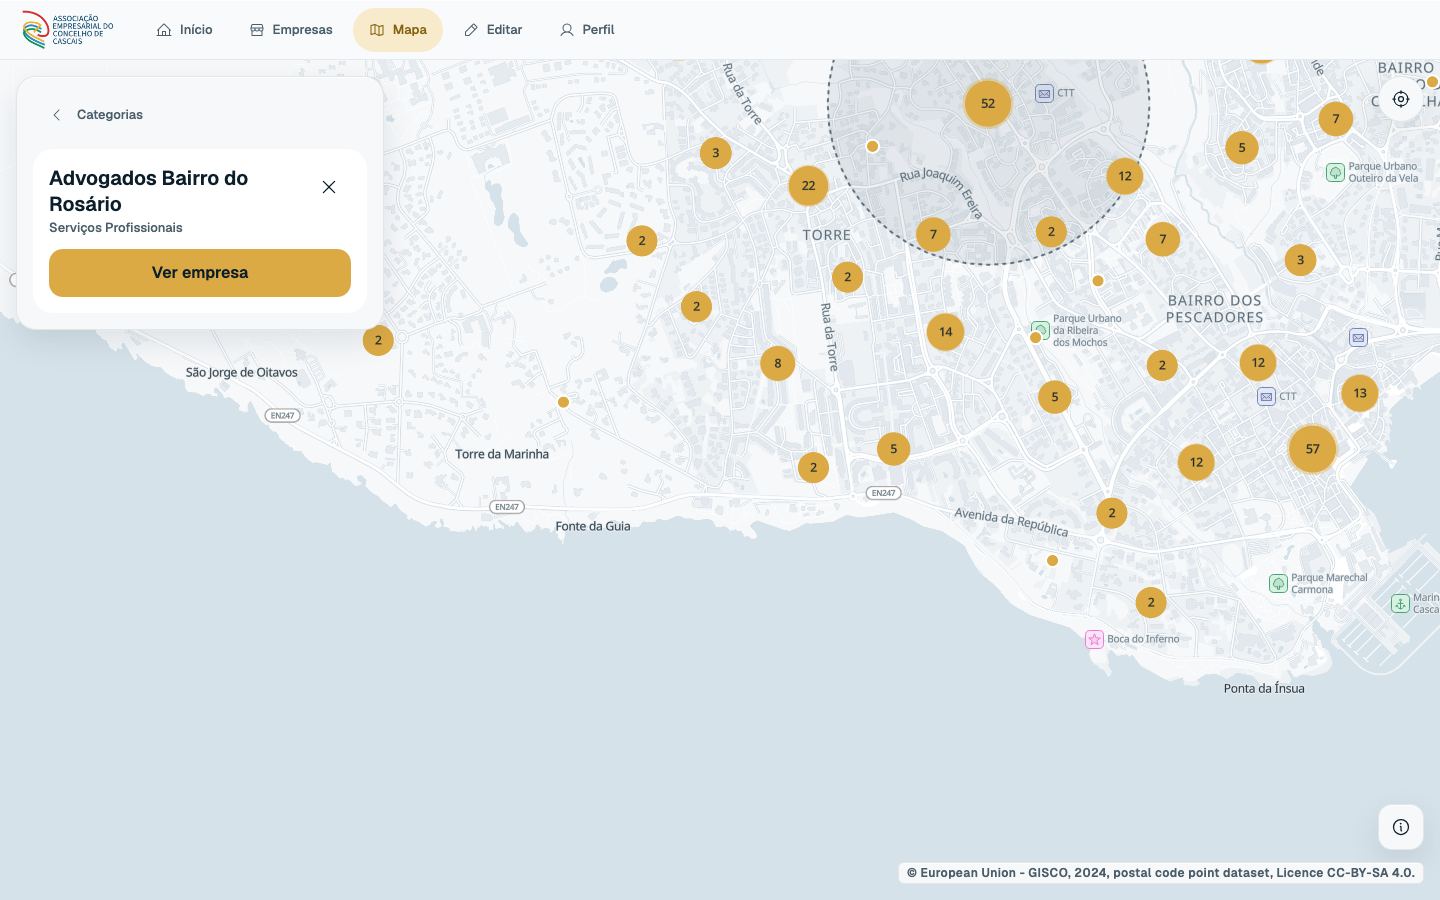 ASSOCIAÇÃO
EMPRESARIAL DO
CONCELHO DE
CASCAIS
Início
Empresas
Mapa
Editar
Perfil
Categorias
Advogados Bairro do
Rosário
Serviços Profissionais
Ver empresa
Rua da Torre
52
CTT
BAIRRO
7
5
3
Parque Urbano
Outeiro da Vela
22
12
Rua Joaquim Ereira
TORRE
7
2
7
2
3
2
2
BAIRRO DOS
PESCADORES
Rua da Torre
14
Parque Urbano
da Ribeira
dos Mochos
2
8
2
12
São Jorge de Oitavos
EN247
5
CTT
13
Torre da Marinha
5
57
2
12
EN247
EN247
Fonte da Guia
Avenida da República
2
Parque Marechal
Carmona
2
Boca do Inferno
Ponta da Ínsua
© European Union - GISCO, 2024, postal code point dataset, Licence CC-BY-SA 4.0.